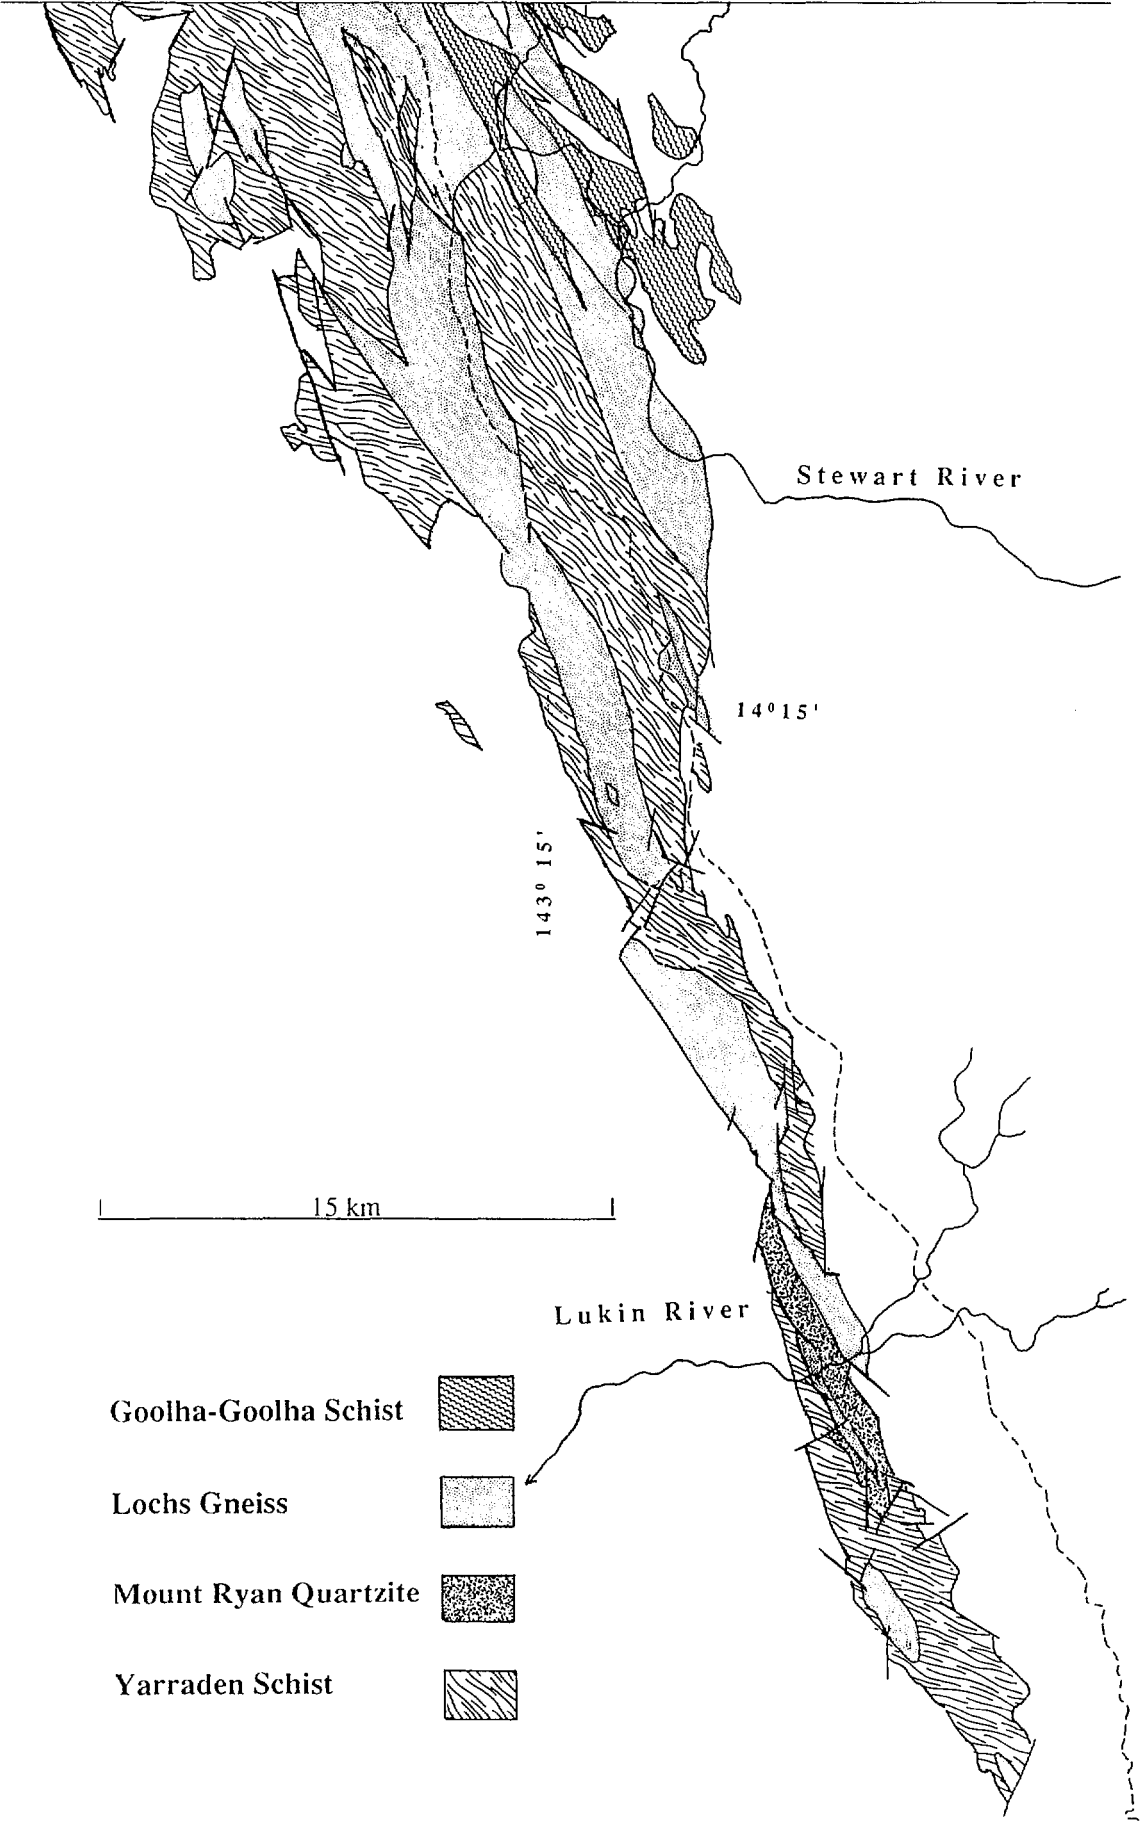 Stewart River
14° 15'
143° 15'
15 km
Lukin River
Goolha-Goolha Schist
Lochs Gneiss
Mount Ryan Quartzite
Yarraden Schist